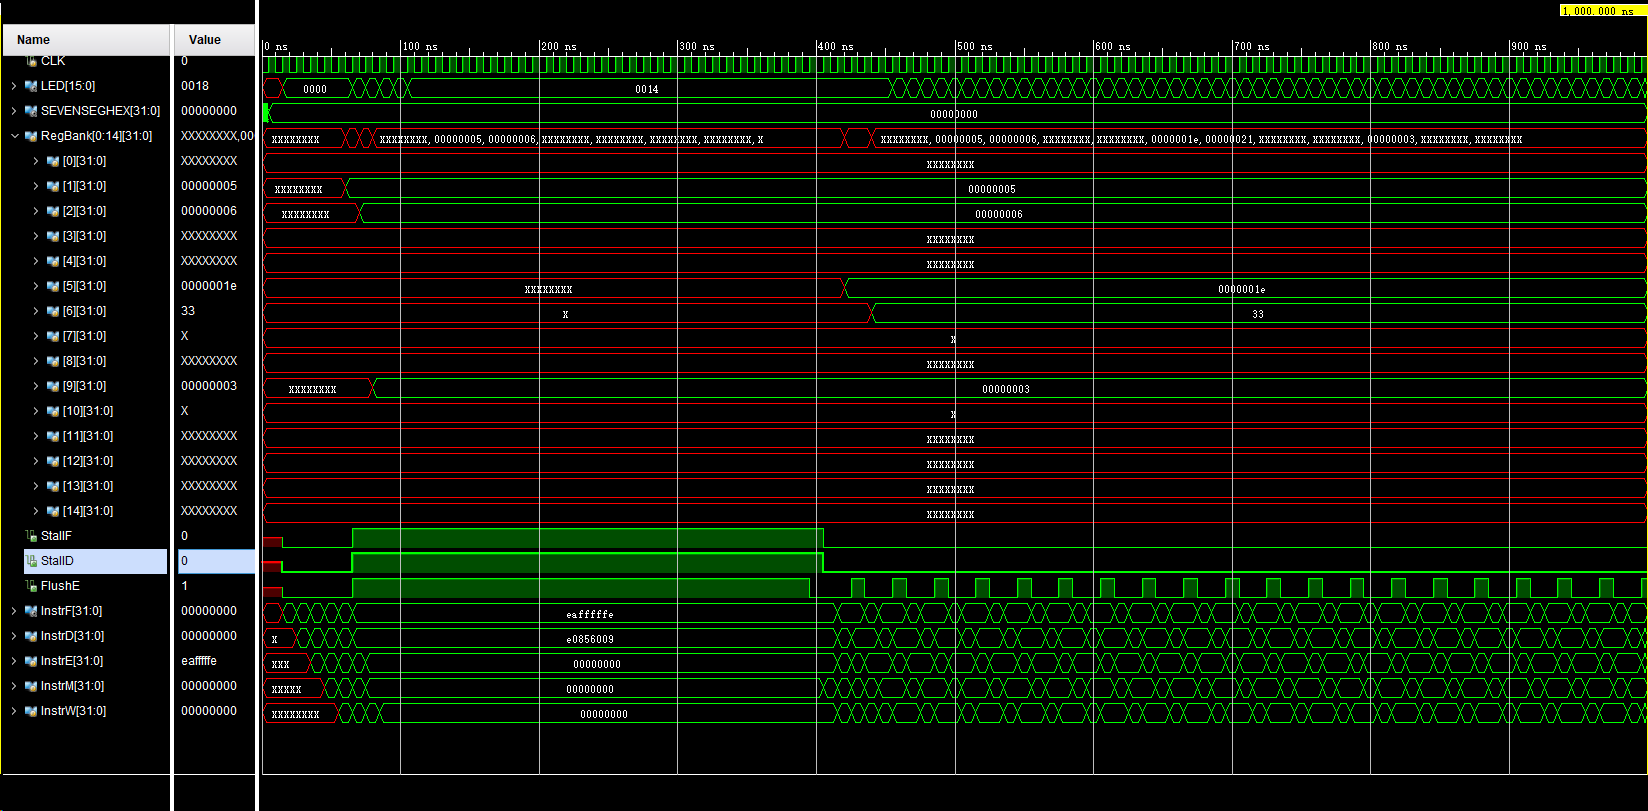 1,000.000 ns
Name Value
0 ns 100 ns 200 ns 300 ns 400 ns 500 ns 600 ns 700 ns 800 ns 900 ns
CLK 0
LED[15:0] 0018 0000 0014
SEVENSEGHEX[31:0] 00000000 00000000
RegBank[0:14][31:0] XXXXXXXX,00 XXXXXXXX XXXXXXXX,00000005,00000006,XXXXXXXX,XXXXXXXX,XXXXXXXX,XXXXXXXX,X XXXXXXXX,00000005,00000006,XXXXXXXX,XXXXXXXX,0000001e,00000021,XXXXXXXX,XXXXXXXX,00000003,XXXXXXXX,XXXXXXXX
[0][31:0] XXXXXXXX XXXXXXXX
[1][31:0] 00000005 XXXXXXXX 00000005
[2][31:0] 00000006 XXXXXXXX 00000006
[3][31:0] XXXXXXXX XXXXXXXX
[4][31:0] XXXXXXXX XXXXXXXX
[5][31:0] 0000001e XXXXXXXX 0000001e
[6][31:0] 33 X 33
[7][31:0] X X
[8][31:0] XXXXXXXX XXXXXXXX
[9][31:0] 00000003 XXXXXXXX 00000003
[10][31:0] X X
[11][31:0] XXXXXXXX XXXXXXXX
[12][31:0] XXXXXXXX XXXXXXXX
[13][31:0] XXXXXXXX XXXXXXXX
[14][31:0] XXXXXXXX XXXXXXXX
StallF 0
StallD 0
FlushE 1
InstrF[31:0] 00000000 eafffffe
InstrD[31:0] 00000000 X e0856009
InstrE[31:0] eafffffe XXX 00000000
InstrM[31:0] 00000000 XXXXX 00000000
InstrW[31:0] 00000000 XXXXXXXX 00000000